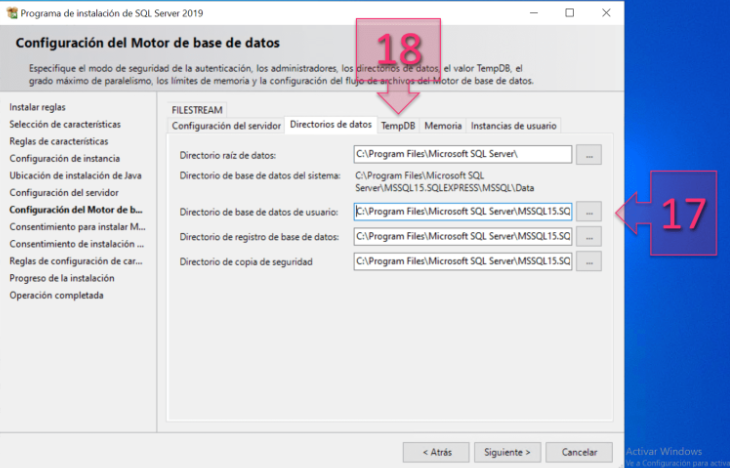 Programa de instalación de SQL Server 2019
Configuración del Motor de base de datos
Especifique el modo de seguridad de la autenticación, los administradores, los directorios de datos, el valor TempDB, el
grado máximo de paralelismo, los límites de memoria y la configuración del flujo de archivos del Motor de base de datos.
18
Instalar reglas
Selección de características
Reglas de características
Configuración de instancia
Ubicación de instalación de Java
Configuración del servidor
Configuración del Motor de b...
Consentimiento para instalar M...
Consentimiento de instalación ...
Reglas de configuración de car...
Progreso de la instalación
Operación completada
FILESTREAM
Configuración del servidor Directorios de datos TempDB Memoria Instancias de usuario
Directorio raíz de datos: C:\Program Files\Microsoft SQL Server\ ...
Directorio de base de datos del sistema: C:\Program Files\Microsoft SQL
Server\MSSQL15.SQLEXPRESS\MSSQL\Data
Directorio de base de datos de usuario: C:\Program Files\Microsoft SQL Server\MSSQL15.SQ ...
Directorio de registro de base de datos: C:\Program Files\Microsoft SQL Server\MSSQL15.SQ ...
Directorio de copia de seguridad C:\Program Files\Microsoft SQL Server\MSSQL15.SQ ...
17
< Atrás Siguiente > Cancelar
Activar Windows
Ve a Configuración para activa